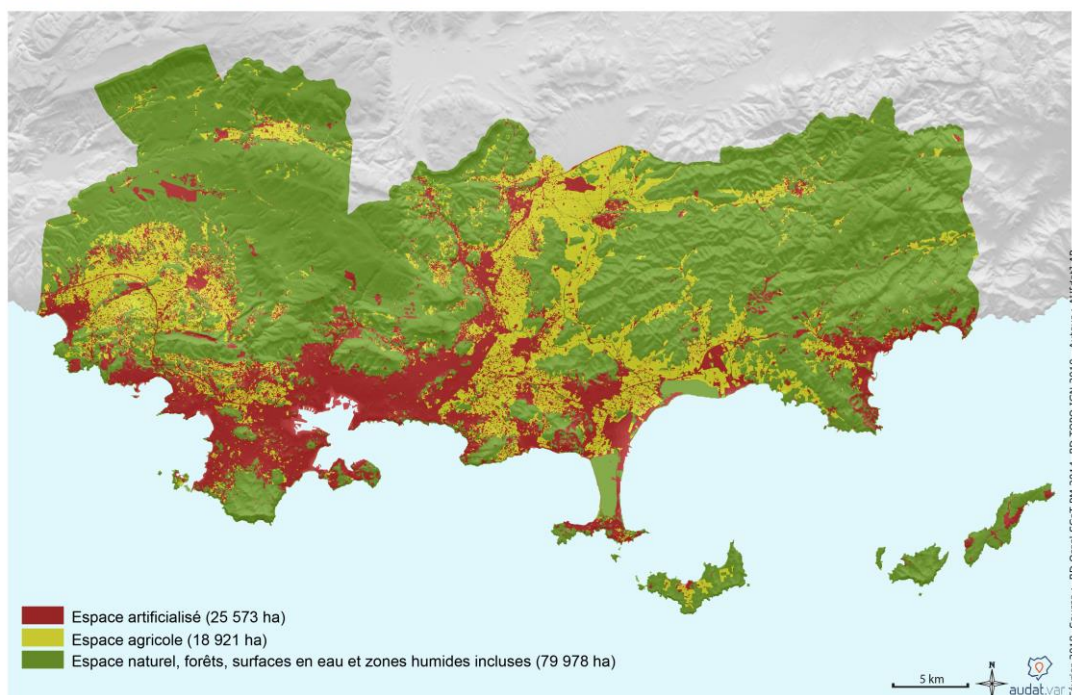 Espace artificialisé (25 573 ha)
Espace agricole (18 921 ha)
Espace naturel, forêts, surfaces en eau et zones humides incluses (79 978 ha)
5 km
N
audat.var